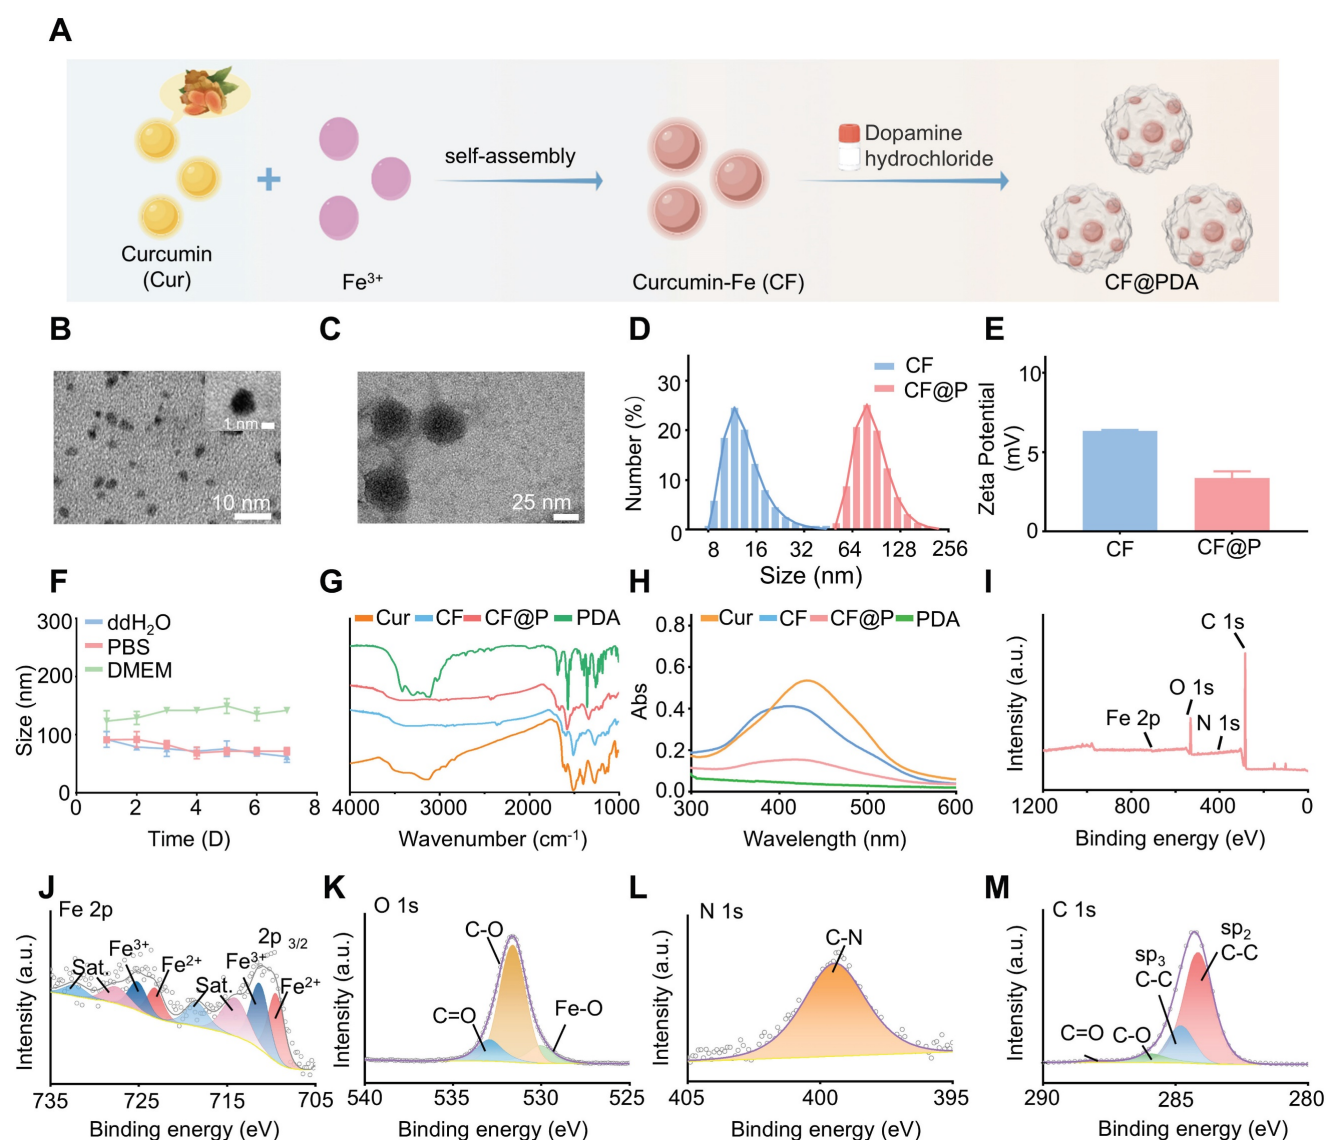 A
Dopamine
hydrochloride
self-assembly
Curcumin
(Cur)
Fe³⁺
Curcumin-Fe (CF)
CF@PDA
B
1 nm
10 nm
C
25 nm
D
CF
CF@P
Number (%)
30
20
10
0
8 16 32 64 128 256
Size (nm)
E
Zeta Potential
(mV)
10
5
0
CF CF@P
F
ddH₂O
PBS
DMEM
Size (nm)
300
200
100
0
0 2 4 6 8
Time (D)
G
Cur CF CF@P PDA
4000 3000 2000 1000
Wavenumber (cm⁻¹)
H
Cur CF CF@P PDA
Abs
0.8
0.6
0.4
0.2
0.0
300 400 500 600
Wavelength (nm)
I
Intensity (a.u.)
C 1s
O 1s
Fe 2p
N 1s
1200 800 400 0
Binding energy (eV)
J
Fe 2p
2p 3/2
Fe³⁺
Fe³⁺
Sat.
Fe²⁺
Sat.
Fe²⁺
Intensity (a.u.)
735 725 715 705
Binding energy (eV)
K
O 1s
C-O
C=O
Fe-O
Intensity (a.u.)
540 535 530 525
Binding energy (eV)
L
N 1s
C-N
Intensity (a.u.)
405 400 395
Binding energy (eV)
M
C 1s
sp₂
C-C
sp₃
C-C
C=O
C-O
Intensity (a.u.)
290 285 280
Binding energy (eV)